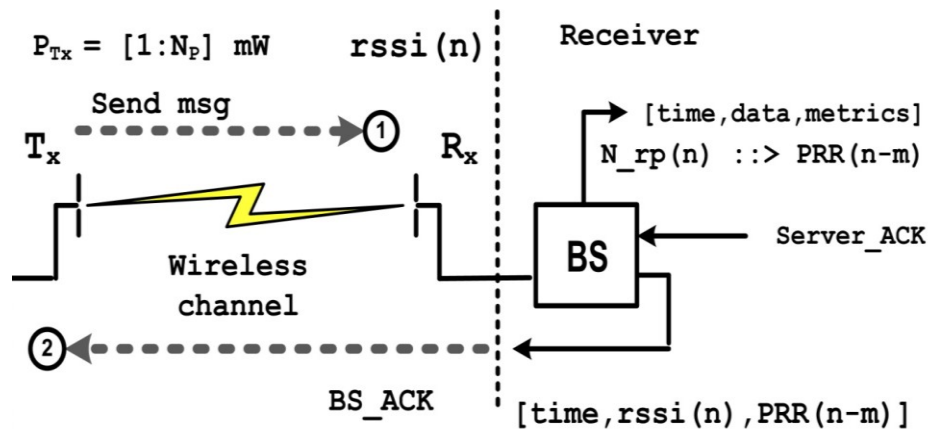 P_Tx = [1:N_P] mW
rssi(n)
Receiver
Send msg
1
[time,data,metrics]
T_x
R_x
N_rp(n) ::> PRR(n-m)
BS
Server_ACK
Wireless
channel
2
BS_ACK
[time,rssi(n),PRR(n-m)]